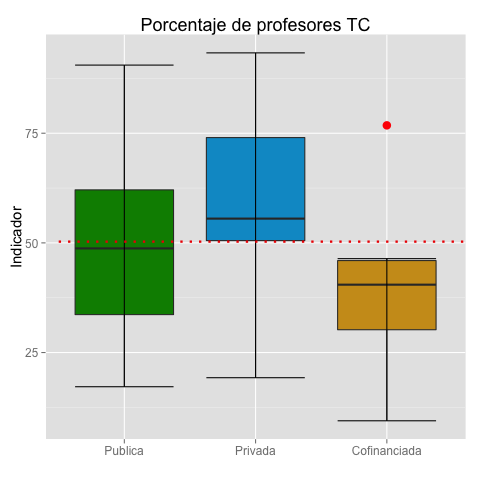 Porcentaje de profesores TC
Indicador
75
50
25
Publica Privada Cofinanciada